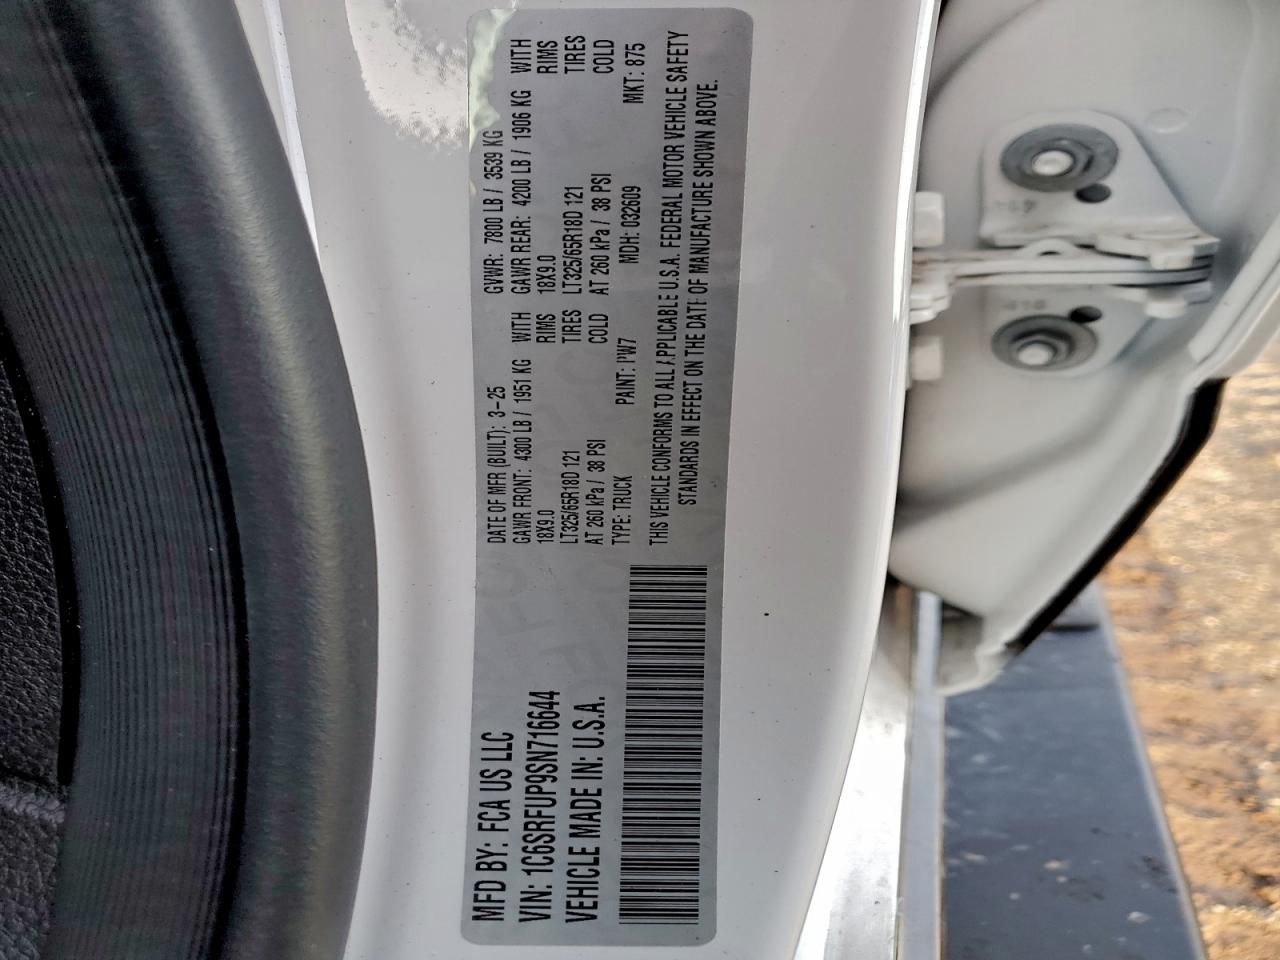 MFD BY: FCA US LLC
VIN: 1C6SRFUP9SN716644
VEHICLE MADE IN: U.S.A.
DATE OF MFR (BUILT): 3-25 GVWR: 7800 LB / 3539 KG
GAWR FRONT: 4300 LB / 1951 KG WITH GAWR REAR: 4200 LB / 1906 KG WITH
18X9.0 RIMS 18X9.0 RIMS
LT325/65R18D 121 TIRES LT325/65R18D 121 TIRES
AT 260 kPa / 38 PSI COLD AT 260 kPa / 38 PSI COLD
TYPE: TRUCK PAINT: PW7 MDH: 032609 MKT: 875
THIS VEHICLE CONFORMS TO ALL APPLICABLE U.S.A. FEDERAL MOTOR VEHICLE SAFETY
STANDARDS IN EFFECT ON THE DATE OF MANUFACTURE SHOWN ABOVE.